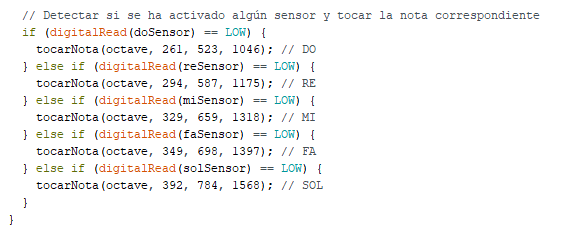 // Detectar si se ha activado algún sensor y tocar la nota correspondiente
if (digitalRead(doSensor) == LOW) {
tocarNota(octave, 261, 523, 1046); // DO
} else if (digitalRead(reSensor) == LOW) {
tocarNota(octave, 294, 587, 1175); // RE
} else if (digitalRead(miSensor) == LOW) {
tocarNota(octave, 329, 659, 1318); // MI
} else if (digitalRead(faSensor) == LOW) {
tocarNota(octave, 349, 698, 1397); // FA
} else if (digitalRead(solSensor) == LOW) {
tocarNota(octave, 392, 784, 1568); // SOL
}
}